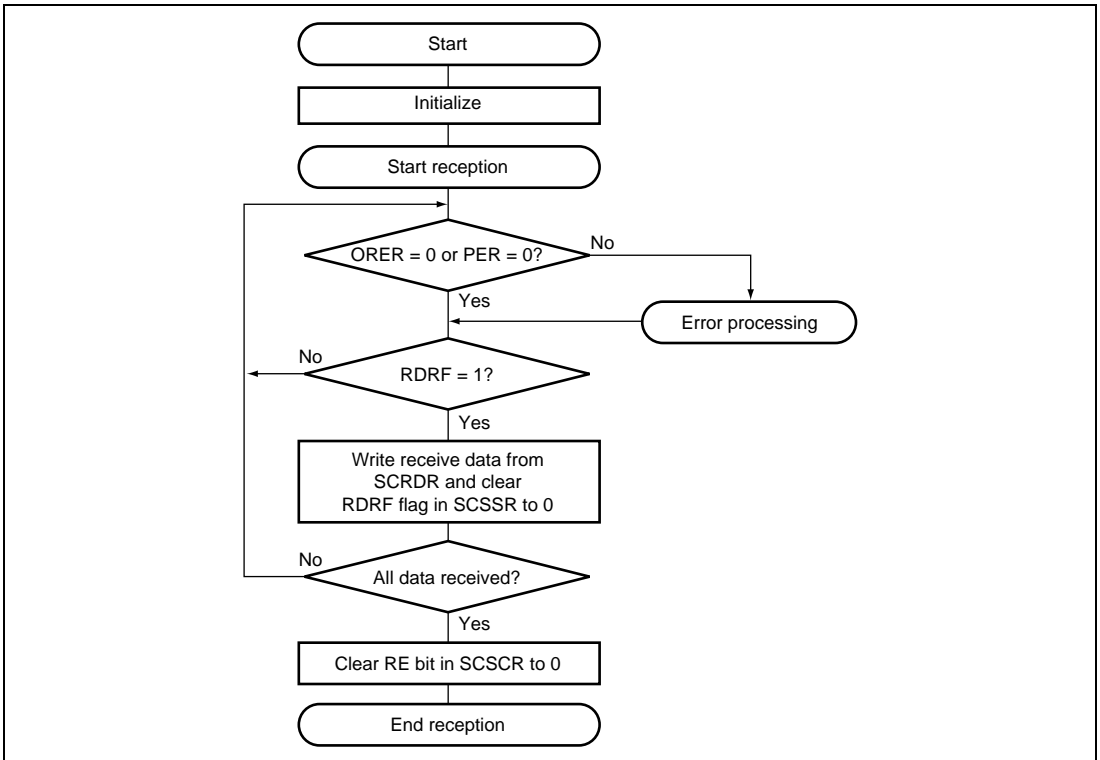 Start
Initialize
Start reception
ORER = 0 or PER = 0?
No
Yes
Error processing
No
RDRF = 1?
Yes
Write receive data from
SCRDR and clear
RDRF flag in SCSSR to 0
No
All data received?
Yes
Clear RE bit in SCSCR to 0
End reception